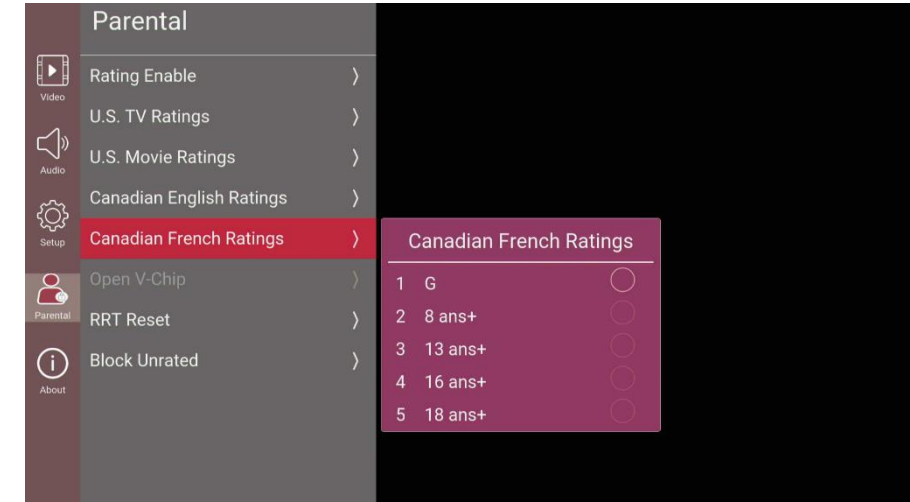 Parental
Video
Audio
Setup
Parental
About
Rating Enable
U.S. TV Ratings
U.S. Movie Ratings
Canadian English Ratings
Canadian French Ratings
Open V-Chip
RRT Reset
Block Unrated
Canadian French Ratings
1 G
2 8 ans+
3 13 ans+
4 16 ans+
5 18 ans+